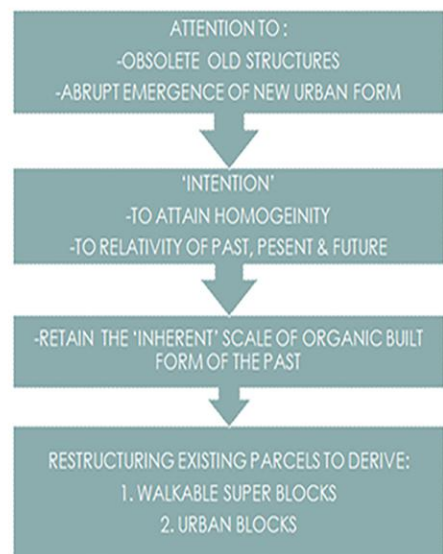 ATTENTION TO :
-OBSOLETE OLD STRUCTURES
-ABRUPT EMERGENCE OF NEW URBAN FORM
‘INTENTION’
-TO ATTAIN HOMOGEINITY
-TO RELATIVITY OF PAST, PESENT & FUTURE
-RETAIN THE ‘INHERENT’ SCALE OF ORGANIC BUILT
FORM OF THE PAST
RESTRUCTURING EXISTING PARCELS TO DERIVE:
1. WALKABLE SUPER BLOCKS
2. URBAN BLOCKS